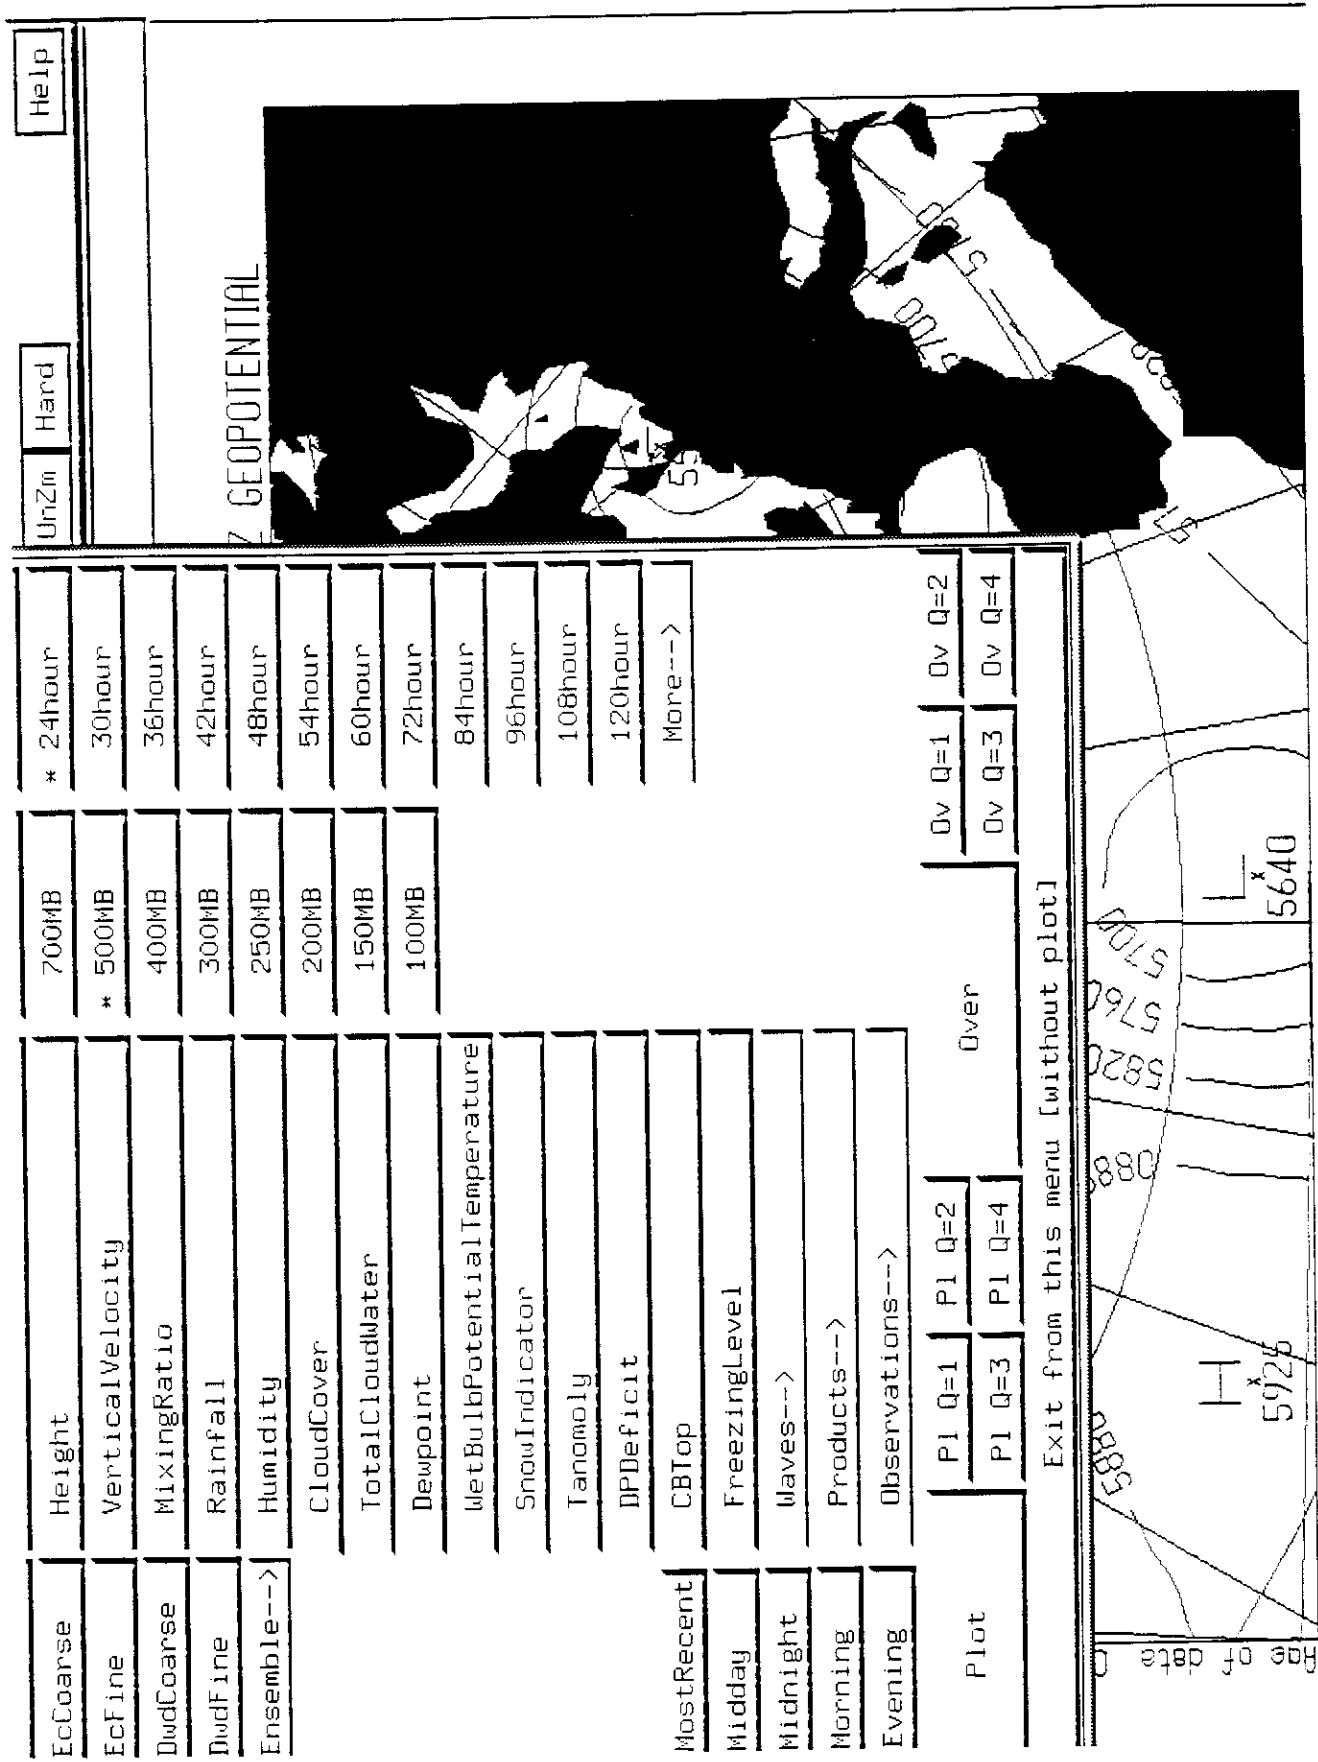 UnZm Hard Help
Z GEOPOTENTIAL
EcCoarse
EcFine
DwdCoarse
DwdFine
Ensemble-->
MostRecent
Midday
Midnight
Morning
Evening
Height
VerticalVelocity
MixingRatio
Rainfall
Humidity
CloudCover
TotalCloudWater
Dewpoint
WetBulbPotentialTemperature
SnowIndicator
Tanomoly
DPDeficit
CBTop
FreezingLevel
Waves-->
Products-->
Observations-->
700MB
* 500MB
400MB
300MB
250MB
200MB
150MB
100MB
* 24hour
30hour
36hour
42hour
48hour
54hour
60hour
72hour
84hour
96hour
108hour
120hour
More--->
Plot
Pl Q=1 Pl Q=2
Pl Q=3 Pl Q=4
Over
Ov Q=1 Ov Q=2
Ov Q=3 Ov Q=4
Exit from this menu [without plot]
5880
5820
5760
5700
H
x
5925
L
x
5640
5700
Age of data